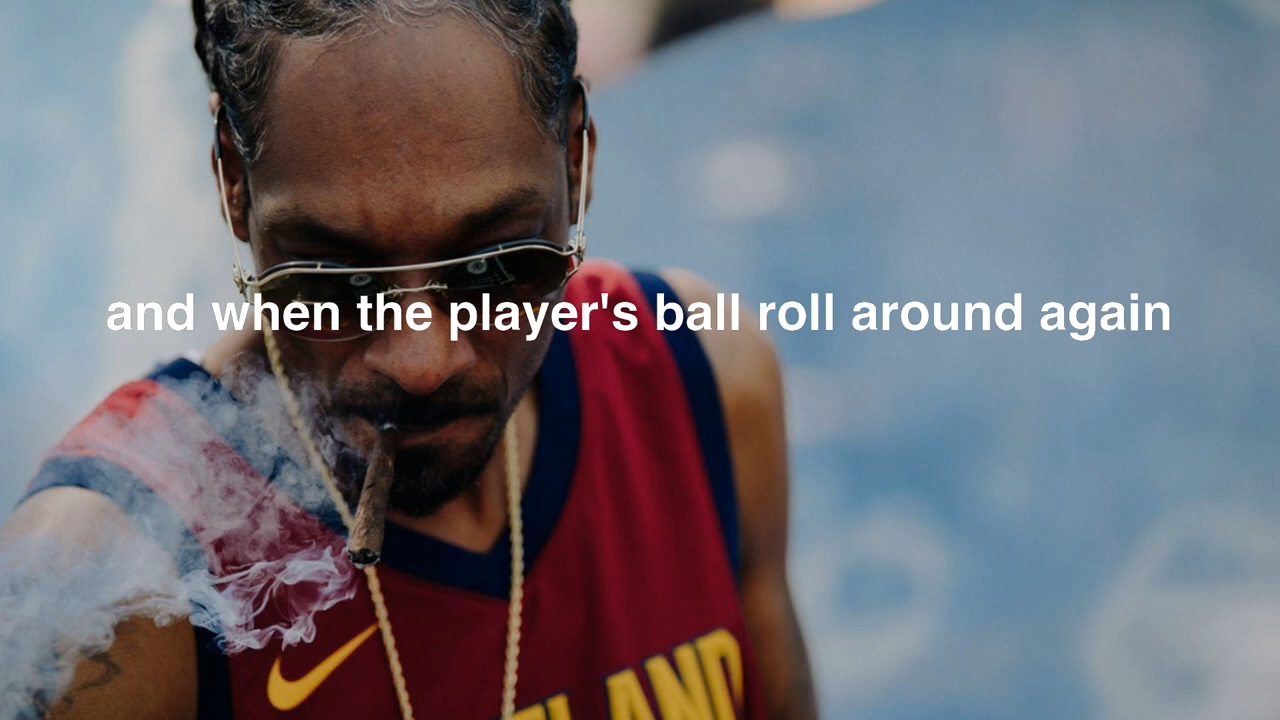 and when the player's ball roll around again